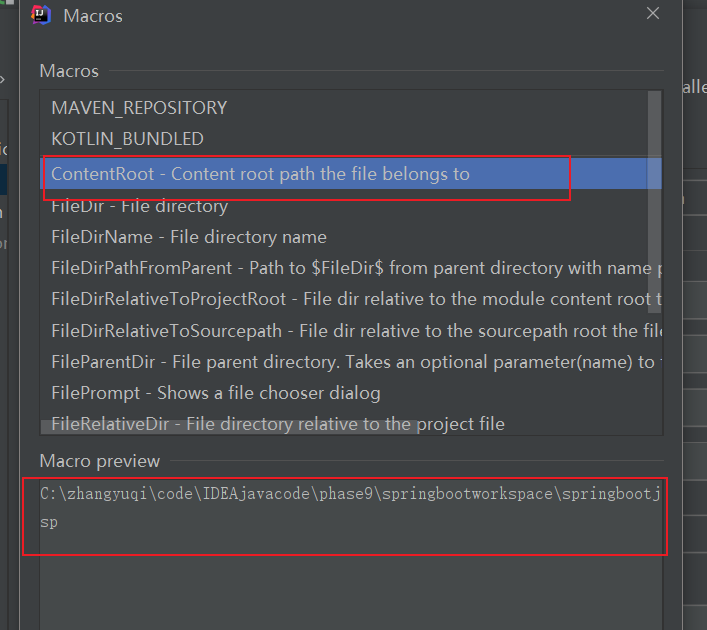 Macros
Macros
MAVEN_REPOSITORY
KOTLIN_BUNDLED
ContentRoot - Content root path the file belongs to
FileDir - File directory
FileDirName - File directory name
FileDirPathFromParent - Path to $FileDir$ from parent directory with name
FileDirRelativeToProjectRoot - File dir relative to the module content root
FileDirRelativeToSourcepath - File dir relative to the sourcepath root the file
FileParentDir - File parent directory. Takes an optional parameter(name) to
FilePrompt - Shows a file chooser dialog
FileRelativeDir - File directory relative to the project file
Macro preview
C:\zhangyuqi\code\IDEAjavacode\phase9\springbootworkspace\springbootj
sp